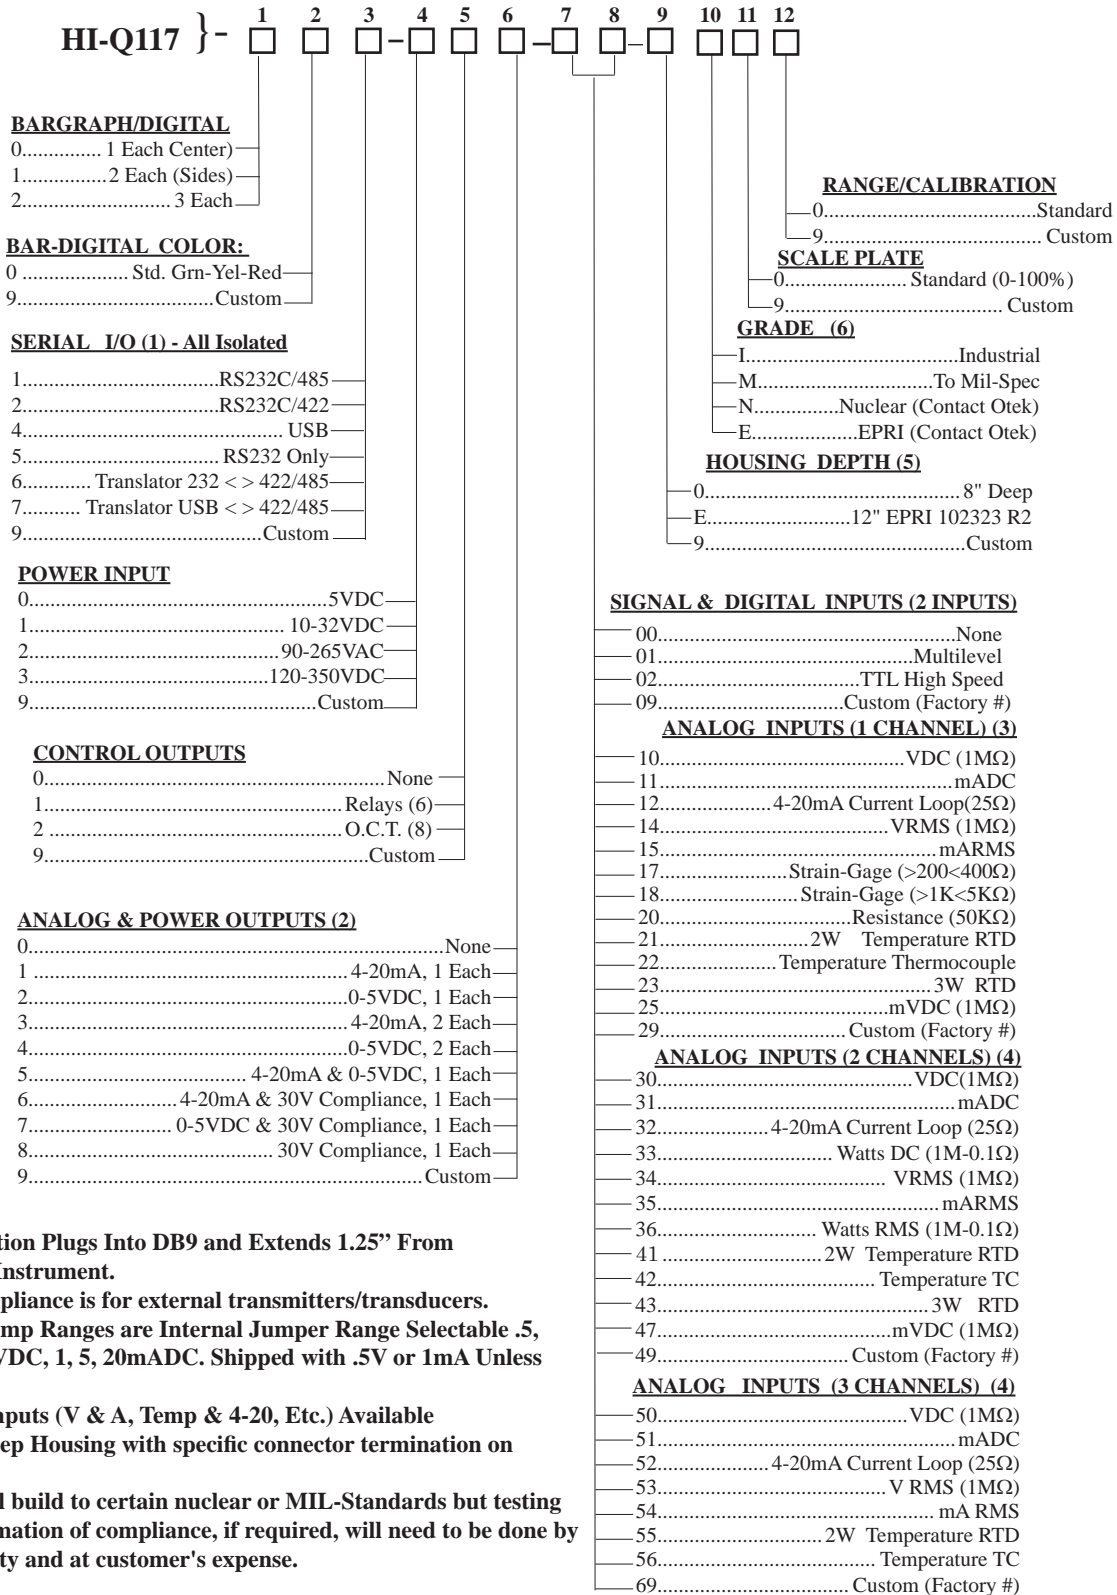 1 2 3 4 5 6 7 8 9 10 11 12
HI-Q117 } - □ □ □ - □ □ □ - □ □ - □ □ □ □
BARGRAPH/DIGITAL
0............... 1 Each Center)
1................2 Each (Sides)
2............................ 3 Each
BAR-DIGITAL COLOR:
0 .................... Std. Grn-Yel-Red
9....................................Custom
SERIAL I/O (1) - All Isolated
1.....................................RS232C/485
2.....................................RS232C/422
4................................................. USB
5..................................... RS232 Only
6............. Translator 232 < > 422/485
7........... Translator USB < > 422/485
9.............................................Custom
POWER INPUT
0...............................................5VDC
1........................................ 10-32VDC
2.......................................90-265VAC
3.....................................120-350VDC
9.............................................Custom
CONTROL OUTPUTS
0.......................................................None
1................................................Relays (6)
2 ................................................O.C.T. (8)
9....................................................Custom
ANALOG & POWER OUTPUTS (2)
0.................................................................None
1 .................................................. 4-20mA, 1 Each
2..................................................0-5VDC, 1 Each
3.................................................. 4-20mA, 2 Each
4..................................................0-5VDC, 2 Each
5.................................. 4-20mA & 0-5VDC, 1 Each
6........................4-20mA & 30V Compliance, 1 Each
7....................... 0-5VDC & 30V Compliance, 1 Each
8...................................... 30V Compliance, 1 Each
9.............................................................. Custom
RANGE/CALIBRATION
0.................................Standard
9.................................. Custom
SCALE PLATE
0....................... Standard (0-100%)
9...................................... Custom
GRADE (6)
I.................................Industrial
M............................To Mil-Spec
N..............Nuclear (Contact Otek)
E.....................EPRI (Contact Otek)
HOUSING DEPTH (5)
0....................................... 8" Deep
E..........................12" EPRI 102323 R2
9.........................................Custom
SIGNAL & DIGITAL INPUTS (2 INPUTS)
00...............................................None
01........................................Multilevel
02................................TTL High Speed
09.............................Custom (Factory #)
ANALOG INPUTS (1 CHANNEL) (3)
10.......................................VDC (1MΩ)
11..............................................mADC
12......................4-20mA Current Loop(25Ω)
14....................................VRMS (1MΩ)
15........................................... mARMS
17....................Strain-Gage (>200<400Ω)
18......................Strain-Gage (>1K<5KΩ)
20..............................Resistance (50KΩ)
21........................2W Temperature RTD
22.......................Temperature Thermocouple
23...........................................3W RTD
25....................................mVDC (1MΩ)
29.............................. Custom (Factory #)
ANALOG INPUTS (2 CHANNELS) (4)
30........................................VDC(1MΩ)
31............................................... mADC
32......................4-20mA Current Loop (25Ω)
33............................ Watts DC (1M-0.1Ω)
34.................................... VRMS (1MΩ)
35............................................mARMS
36......................... Watts RMS (1M-0.1Ω)
41..........................2W Temperature RTD
42................................... Temperature TC
43...........................................3W RTD
47.....................................mVDC (1MΩ)
49.............................. Custom (Factory #)
ANALOG INPUTS (3 CHANNELS) (4)
50........................................VDC (1MΩ)
51............................................... mADC
52......................4-20mA Current Loop (25Ω)
53....................................V RMS (1MΩ)
54............................................ mA RMS
55..........................2W Temperature RTD
56................................... Temperature TC
69.............................. Custom (Factory #)
tion Plugs Into DB9 and Extends 1.25” From
Instrument.
pliance is for external transmitters/transducers.
mp Ranges are Internal Jumper Range Selectable .5,
VDC, 1, 5, 20mADC. Shipped with .5V or 1mA Unless
nputs (V & A, Temp & 4-20, Etc.) Available
ep Housing with specific connector termination on
l build to certain nuclear or MIL-Standards but testing
mation of compliance, if required, will need to be done by
ty and at customer's expense.